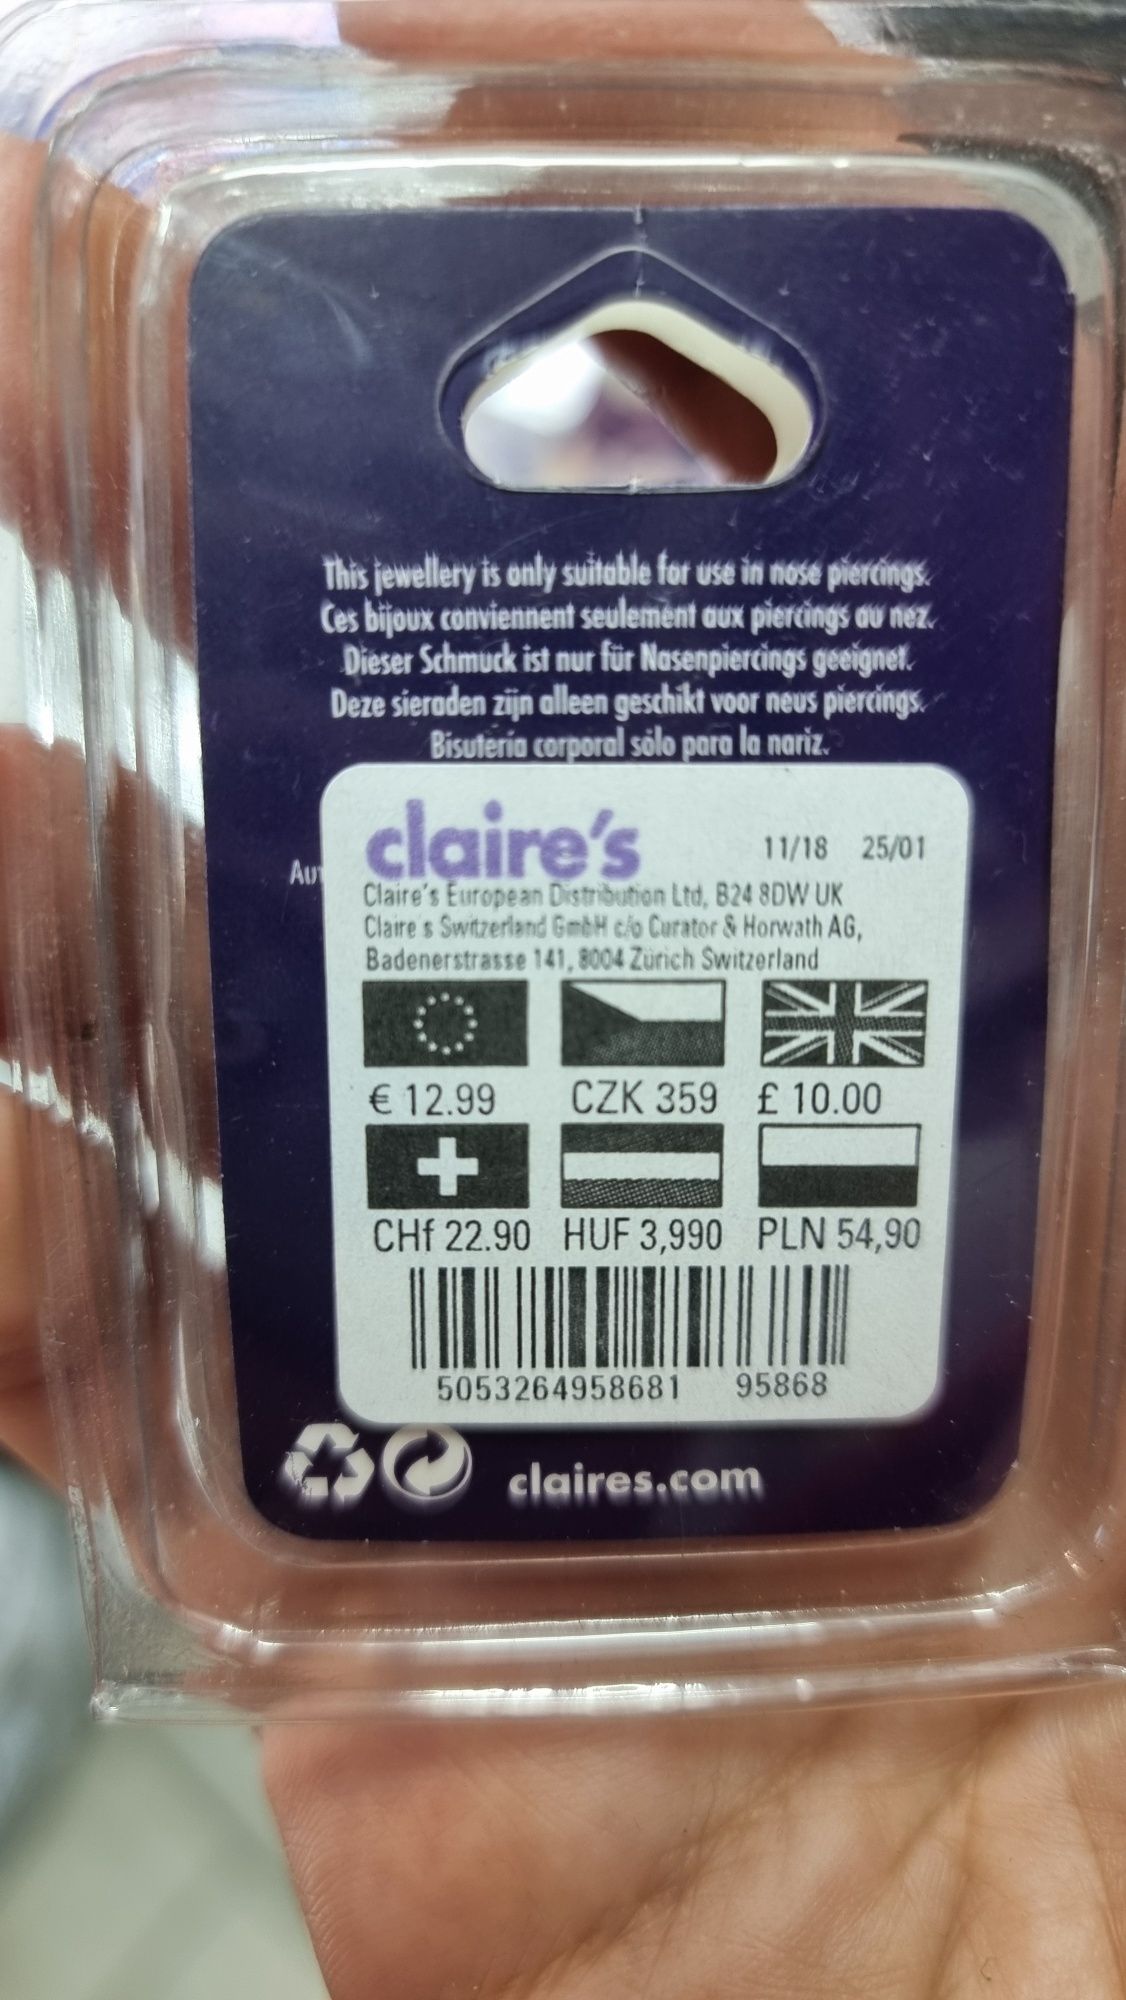 This jewellery is only suitable for use in nose piercings.
Ces bijoux conviennent seulement aux piercings au nez.
Dieser Schmuck ist nur für Nasenpiercings geeignet.
Deze sieraden zijn alleen geschikt voor neus piercings.
Bisutería corporal sólo para la nariz.
claire's 11/18 25/01
Claire's European Distribution Ltd, B24 8DW UK
Claire's Switzerland GmbH c/o Curator & Horwath AG,
Badenerstrasse 141, 8004 Zürich Switzerland
€ 12.99 CZK 359 £ 10.00
CHf 22.90 HUF 3,990 PLN 54,90
5053264958681 95868
claires.com